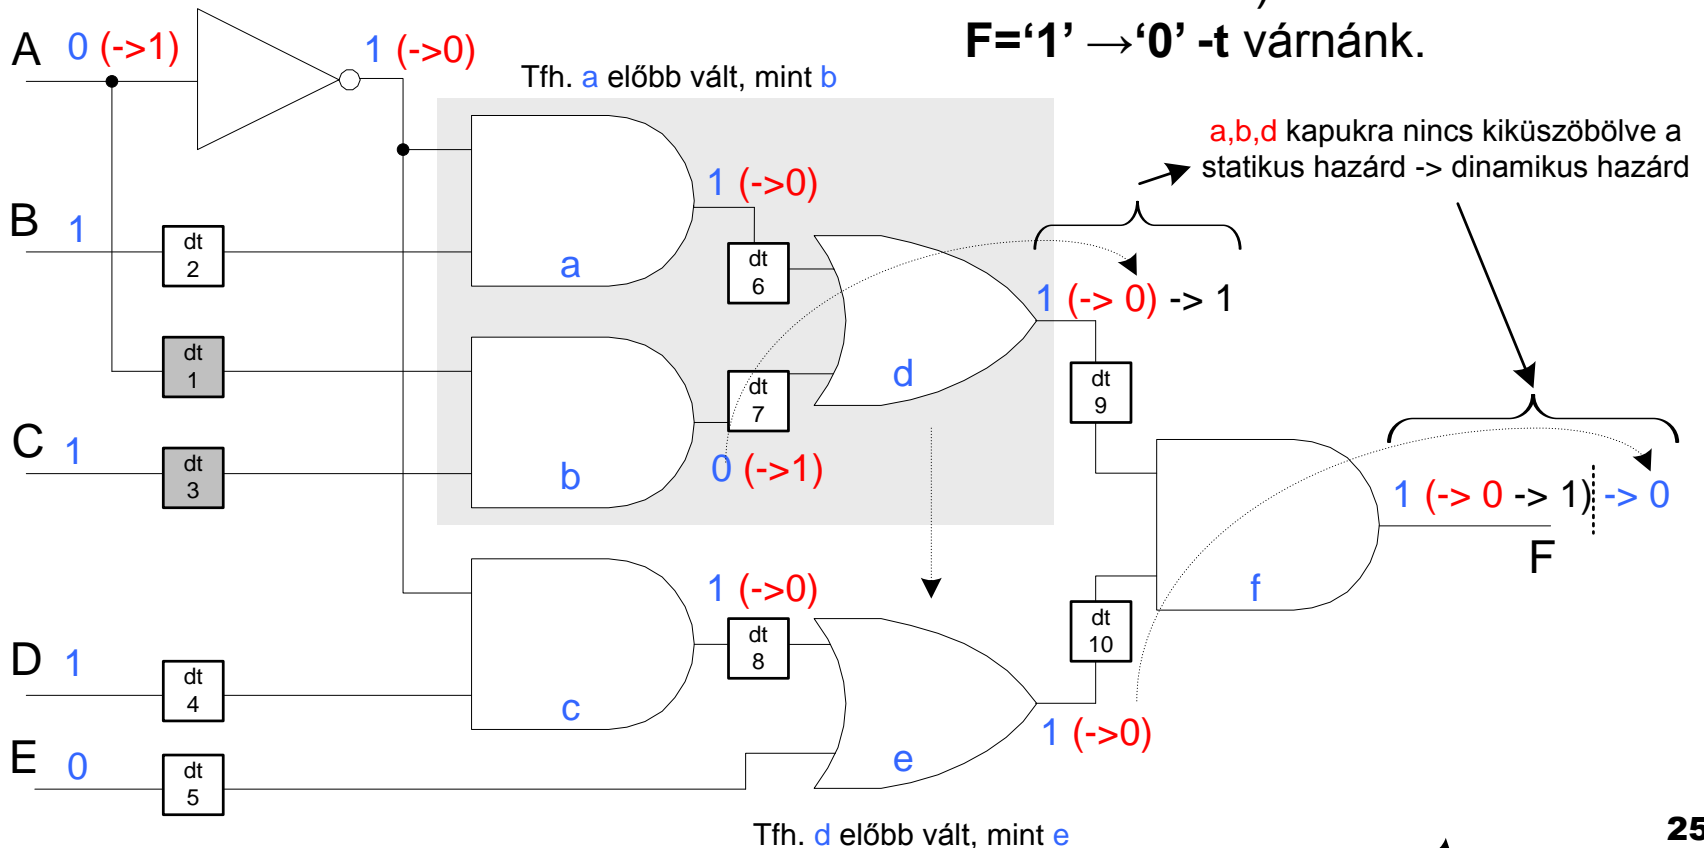 F=‘1’ →‘0’ -t várnánk.
A 0 (->1)
1 (->0)
Tfh. a előbb vált, mint b
a,b,d kapukra nincs kiküszöbölve a
statikus hazárd -> dinamikus hazárd
1 (->0)
B 1
dt
2
a
dt
6
1 (-> 0) -> 1
dt
1
d
dt
7
dt
9
C 1
dt
3
b
0 (->1)
1 (-> 0 -> 1) -> 0
F
f
1 (->0)
dt
8
dt
10
D 1
dt
4
c
1 (->0)
E 0
dt
5
e
Tfh. d előbb vált, mint e
25